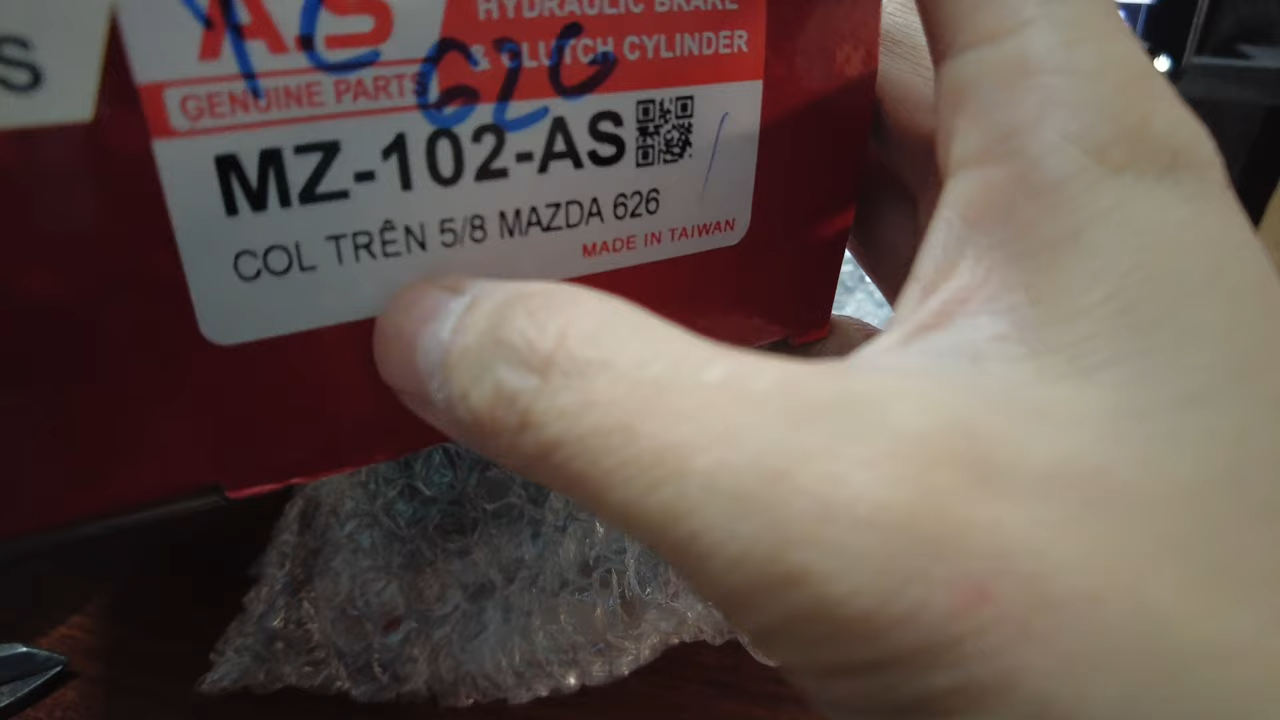 AS
HYDRAULIC BRAKE
& CLUTCH CYLINDER
GENUINE PARTS
626
MZ-102-AS
COL TRÊN 5/8 MAZDA 626
MADE IN TAIWAN
S